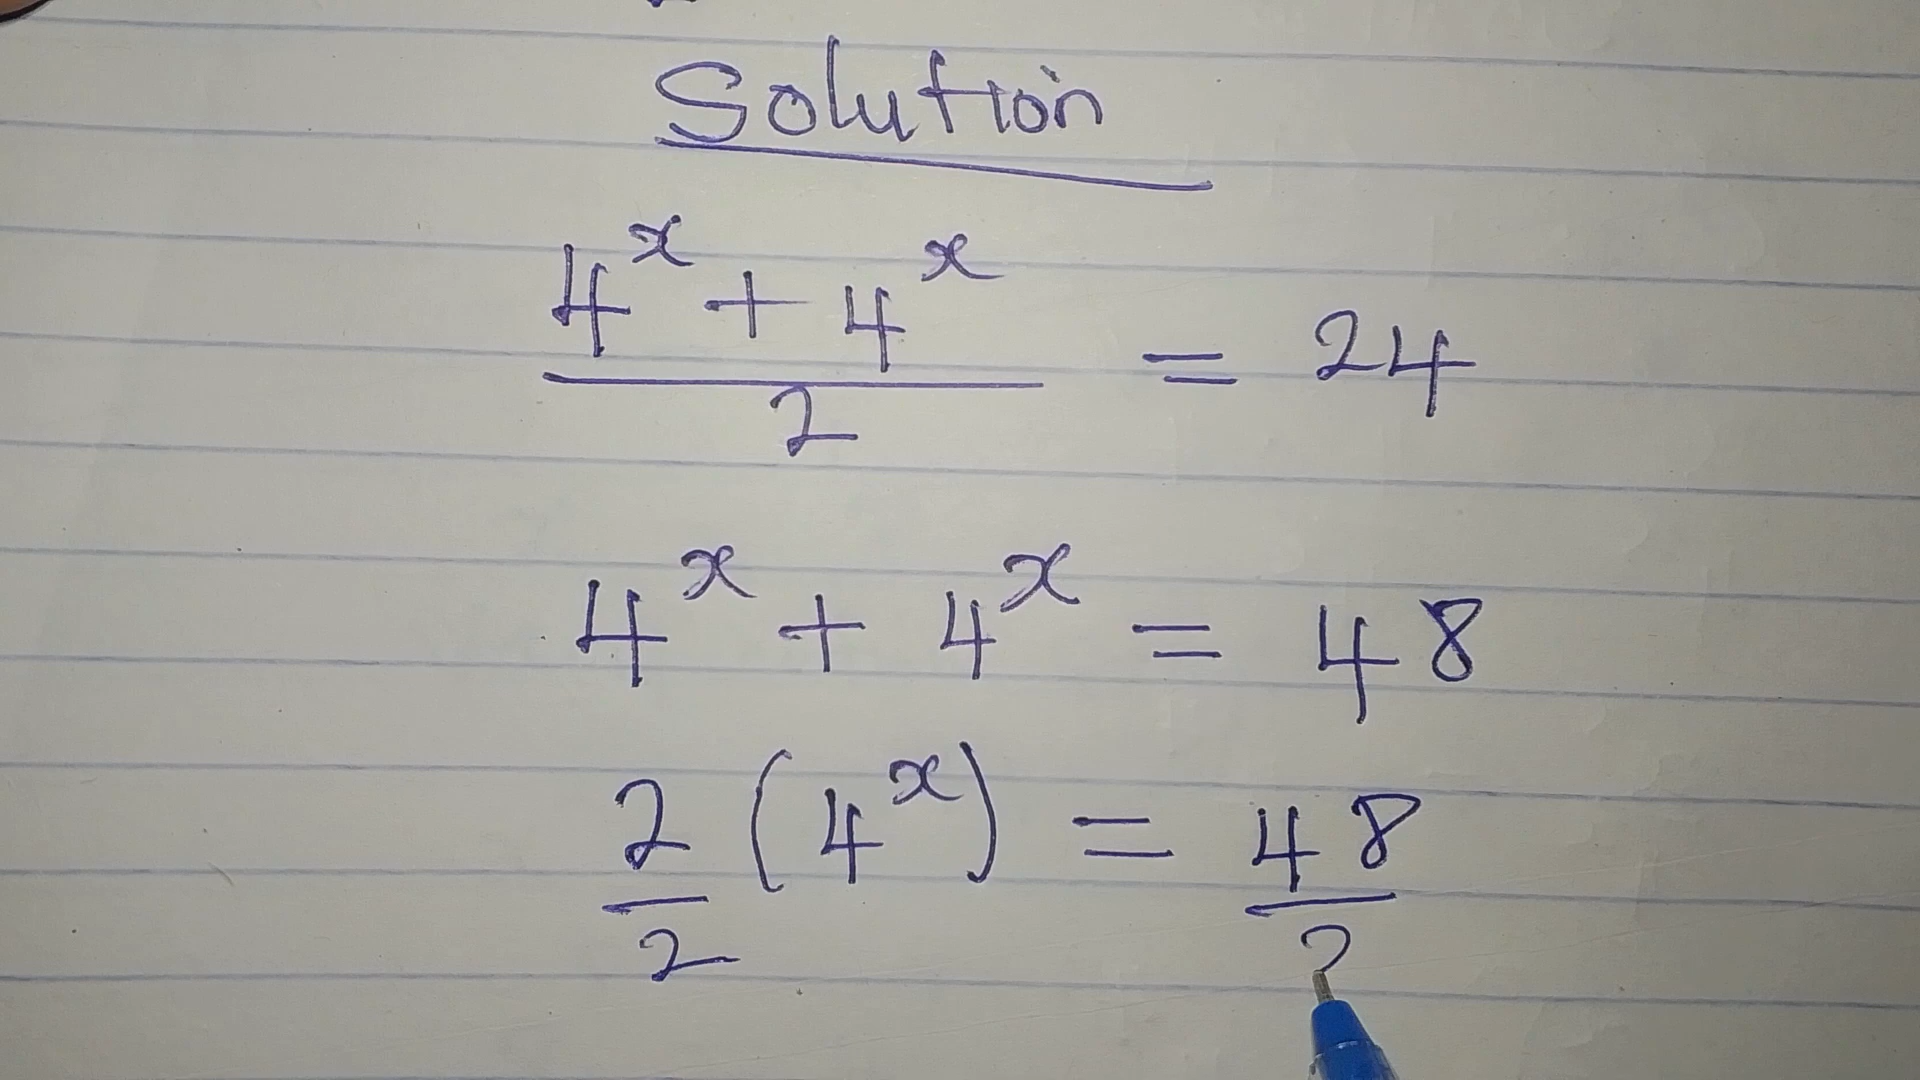 Solution
4^x + 4^x / 2 = 24
4^x + 4^x = 48
2/2 (4^x) = 48/2